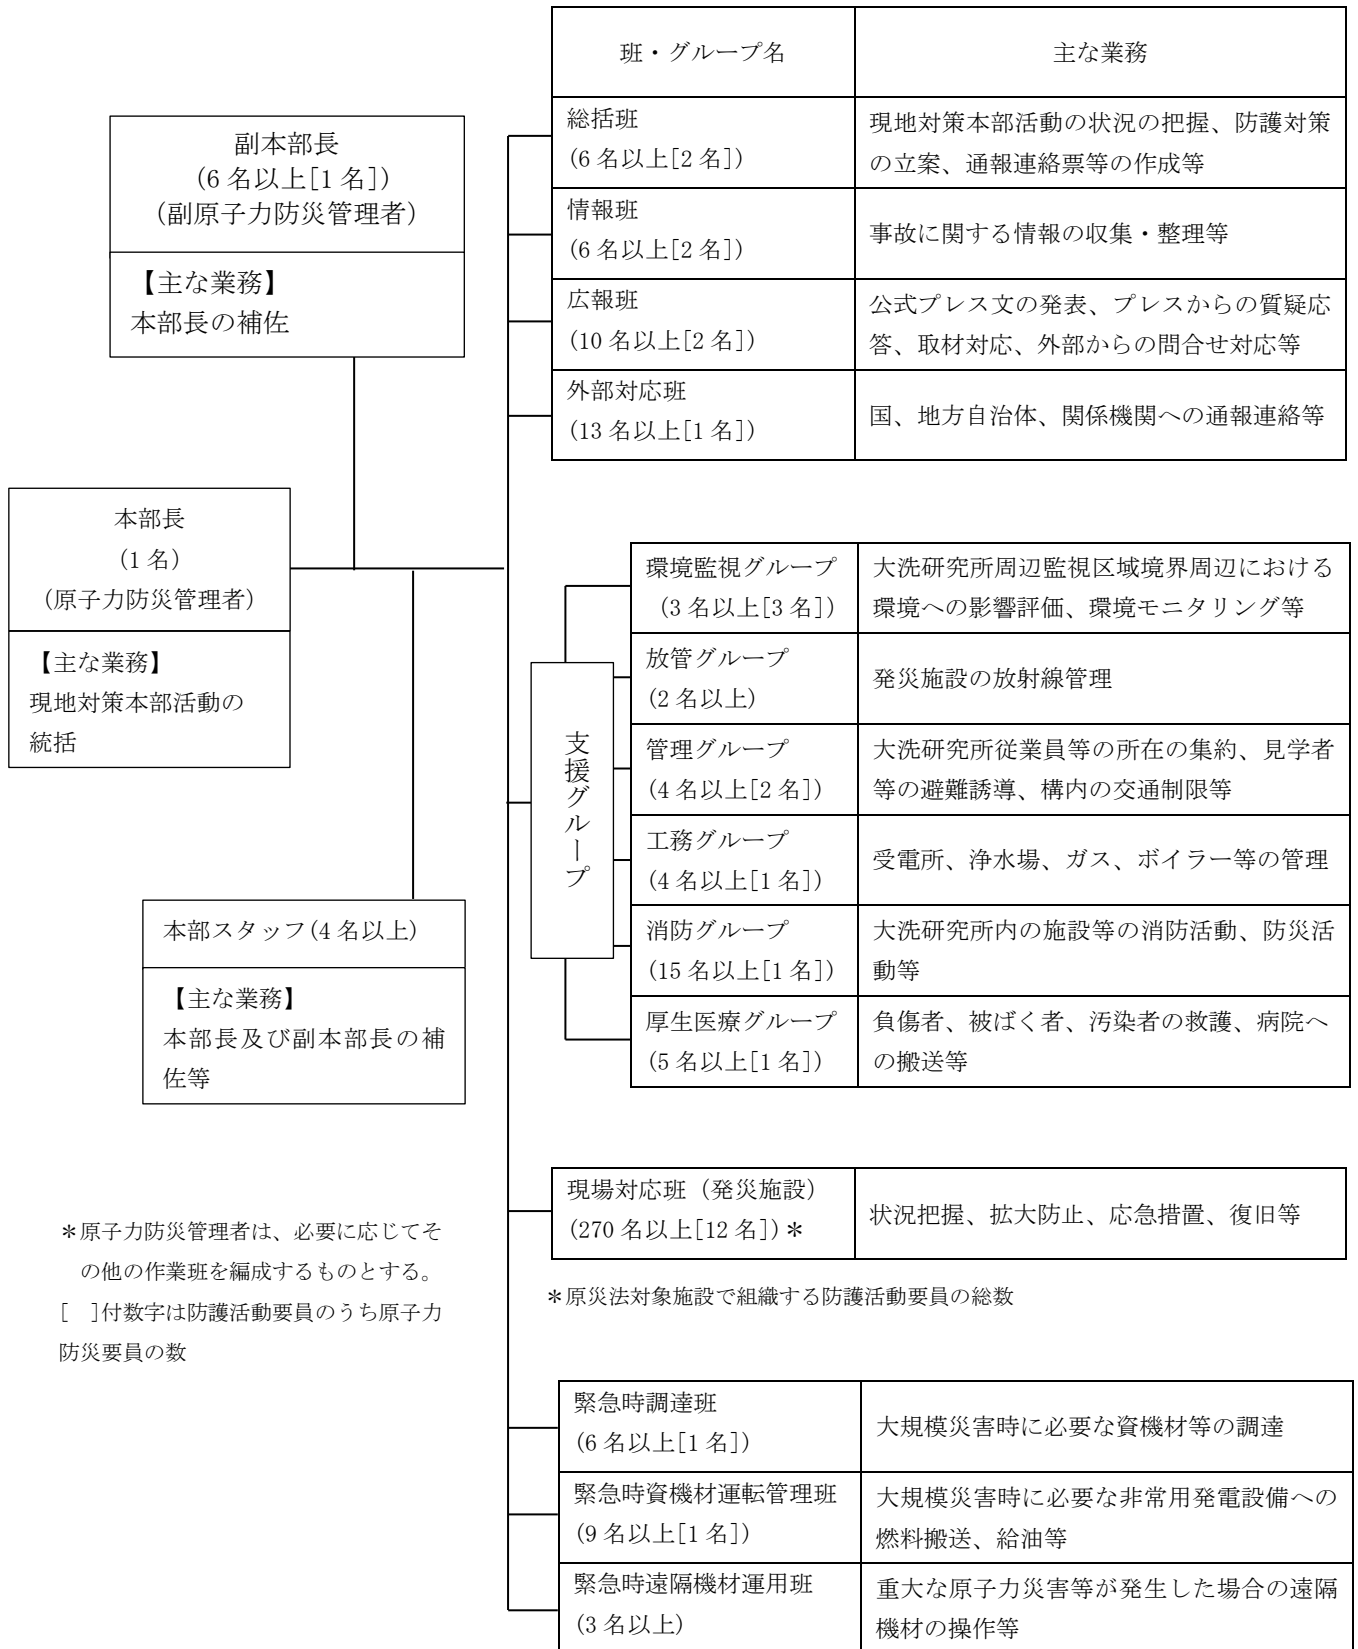 班・グループ名
主な業務
総括班
(6名以上[2名])
現地対策本部活動の状況の把握、防護対策
の立案、通報連絡票等の作成等
情報班
(6名以上[2名])
事故に関する情報の収集・整理等
広報班
(10名以上[2名])
公式プレス文の発表、プレスからの質疑応
答、取材対応、外部からの問合せ対応等
外部対応班
(13名以上[1名])
国、地方自治体、関係機関への通報連絡等
副本部長
(6名以上[1名])
(副原子力防災管理者)
【主な業務】
本部長の補佐
本部長
(1名)
(原子力防災管理者)
【主な業務】
現地対策本部活動の
統括
本部スタッフ(4名以上)
【主な業務】
本部長及び副本部長の補
佐等
支援グループ
環境監視グループ
(3名以上[3名])
大洗研究所周辺監視区域境界周辺における
環境への影響評価、環境モニタリング等
放管グループ
(2名以上)
発災施設の放射線管理
管理グループ
(4名以上[2名])
大洗研究所従業員等の所在の集約、見学者
等の避難誘導、構内の交通制限等
工務グループ
(4名以上[1名])
受電所、浄水場、ガス、ボイラー等の管理
消防グループ
(15名以上[1名])
大洗研究所内の施設等の消防活動、防災活
動等
厚生医療グループ
(5名以上[1名])
負傷者、被ばく者、汚染者の救護、病院へ
の搬送等
現場対応班(発災施設)
(270名以上[12名])＊
状況把握、拡大防止、応急措置、復旧等
＊原災法対象施設で組織する防護活動要員の総数
＊原子力防災管理者は、必要に応じてそ
の他の作業班を編成するものとする。
[　]付数字は防護活動要員のうち原子力
防災要員の数
緊急時調達班
(6名以上[1名])
大規模災害時に必要な資機材等の調達
緊急時資機材運転管理班
(9名以上[1名])
大規模災害時に必要な非常用発電設備への
燃料搬送、給油等
緊急時遠隔機材運用班
(3名以上)
重大な原子力災害等が発生した場合の遠隔
機材の操作等